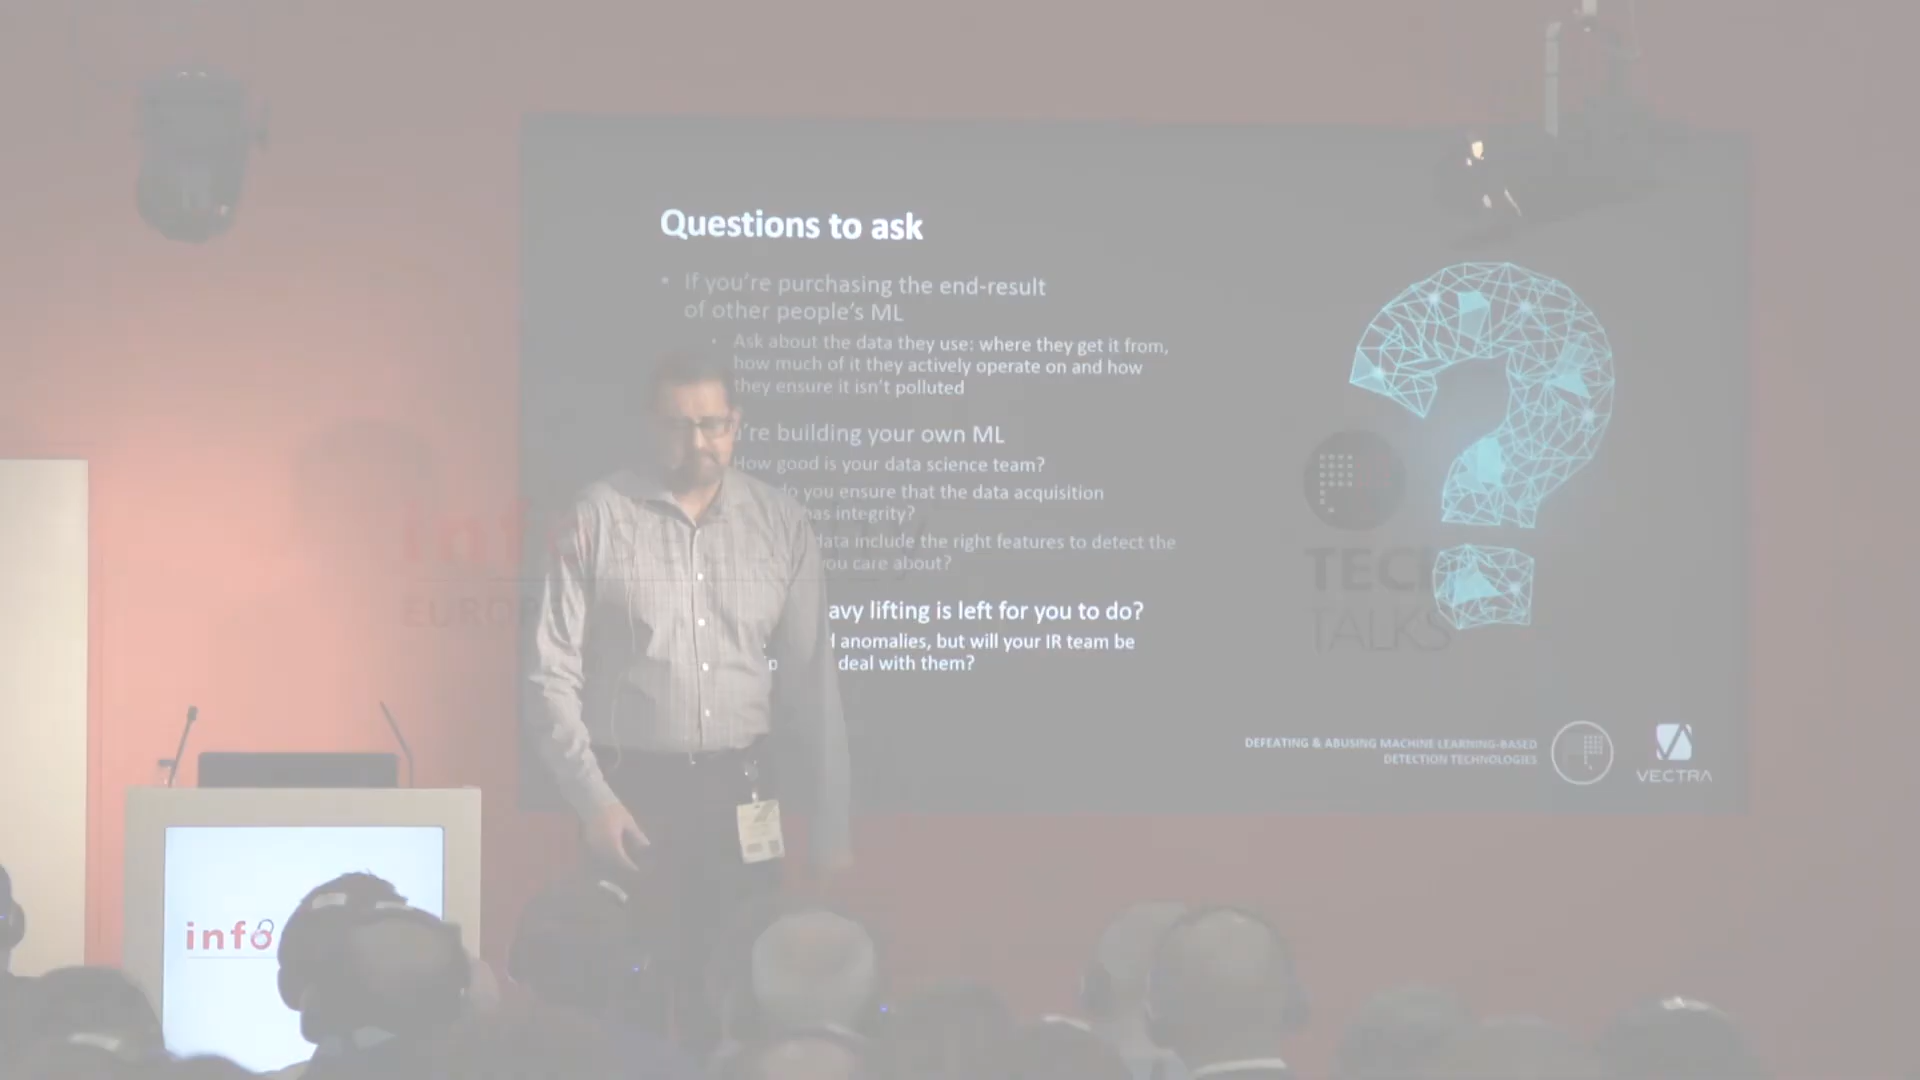 Questions to ask
• If you're purchasing the end-result
of other people's ML
• Ask about the data they use: where they get it from,
how much of it they actively operate on and how
they ensure it isn't polluted
u're building your own ML
How good is your data science team?
do you ensure that the data acquisition
has integrity?
data include the right features to detect the
you care about?
avy lifting is left for you to do?
anomalies, but will your IR team be
deal with them?
infosecurity
EUROPE
TECH
TALKS
DEFEATING & ABUSING MACHINE LEARNING-BASED
DETECTION TECHNOLOGIES
VECTRA
info